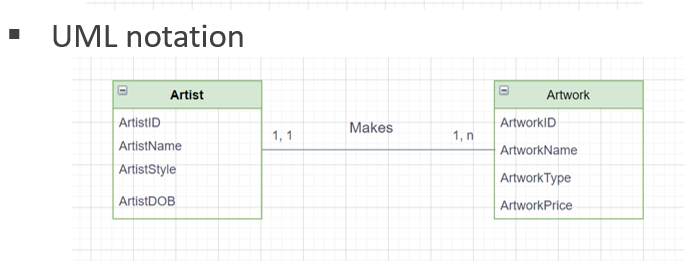 ▪ UML notation
Artist
ArtistID
ArtistName
ArtistStyle
ArtistDOB
1, 1
Makes
1, n
Artwork
ArtworkID
ArtworkName
ArtworkType
ArtworkPrice